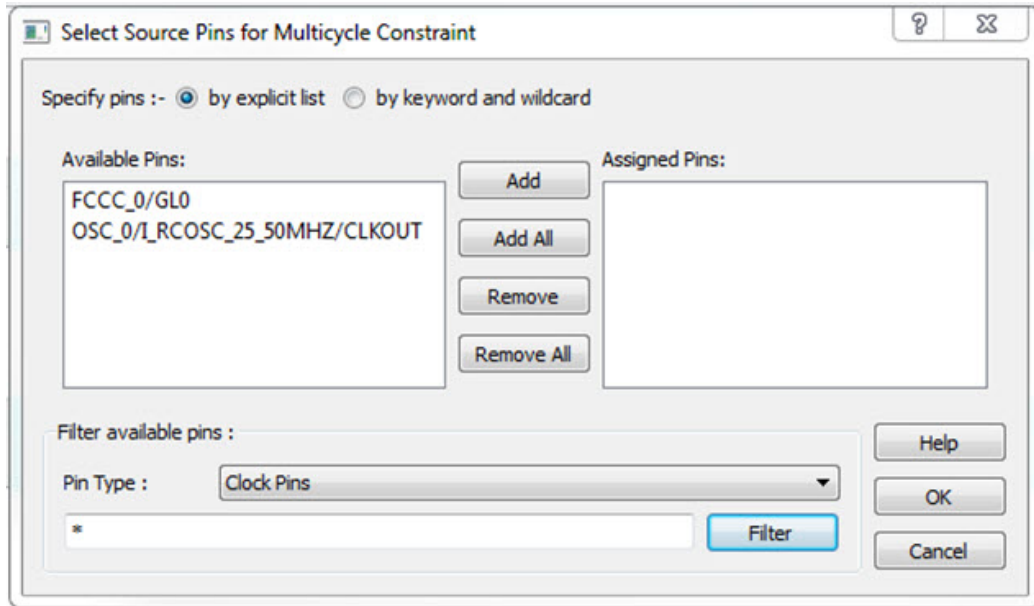 Select Source Pins for Multicycle Constraint
Specify pins :- by explicit list by keyword and wildcard
Available Pins:
FCCC_0/GL0
OSC_0/I_RCOSC_25_50MHZ/CLKOUT
Add
Add All
Remove
Remove All
Assigned Pins:
Filter available pins :
Pin Type : Clock Pins
*
Filter
Help
OK
Cancel